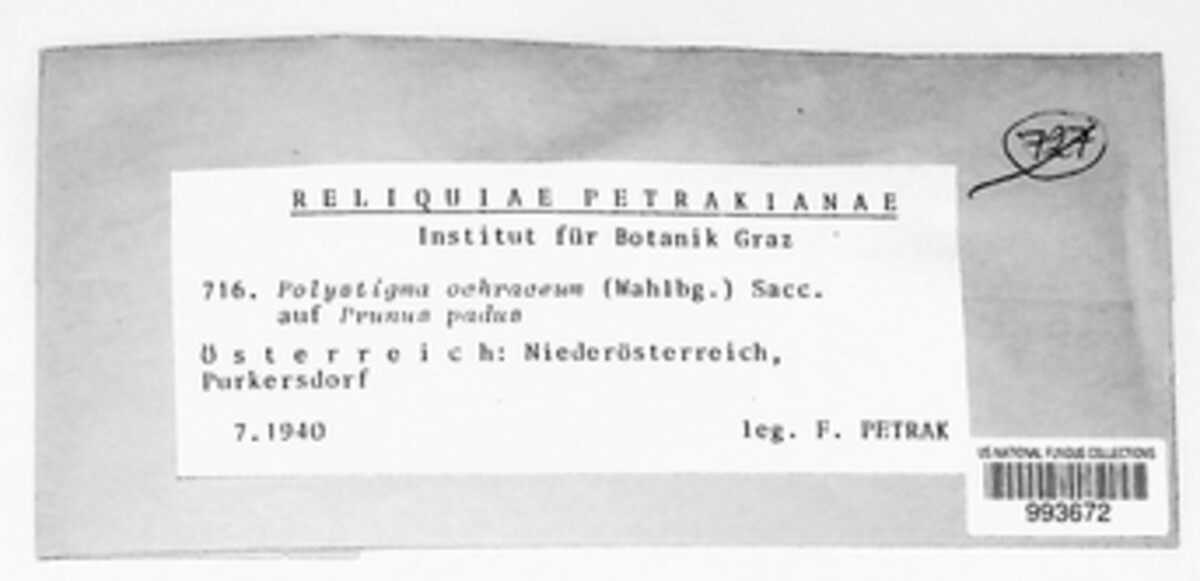 727
RELIQUIAE PETRAKIANAE
Institut für Botanik Graz
716. Polystigma ochraceum (Wahlbg.) Sacc.
auf Prunus padus
Österreich: Niederösterreich,
Purkersdorf
7.1940 leg. F. PETRAK
US NATIONAL FUNGUS COLLECTIONS
993672